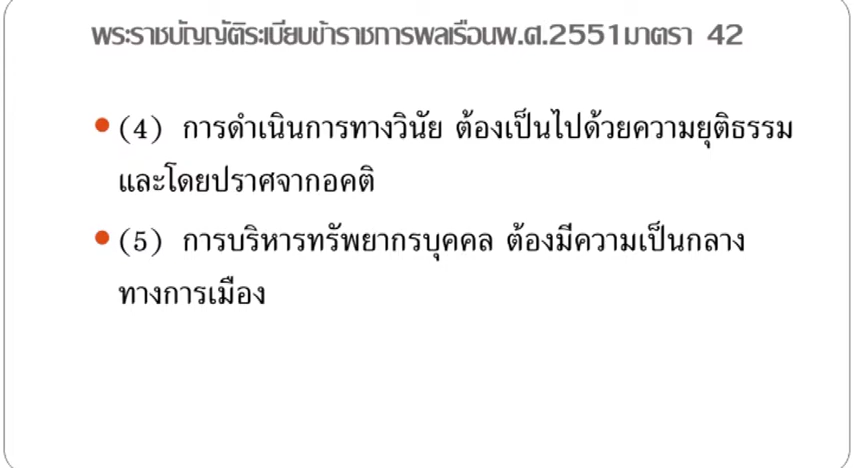 พระราชบัญญัติระเบียบข้าราชการพลเรือนพ.ศ.2551มาตรา 42
• (4) การดำเนินการทางวินัย ต้องเป็นไปด้วยความยุติธรรม
และโดยปราศจากอคติ
• (5) การบริหารทรัพยากรบุคคล ต้องมีความเป็นกลาง
ทางการเมือง